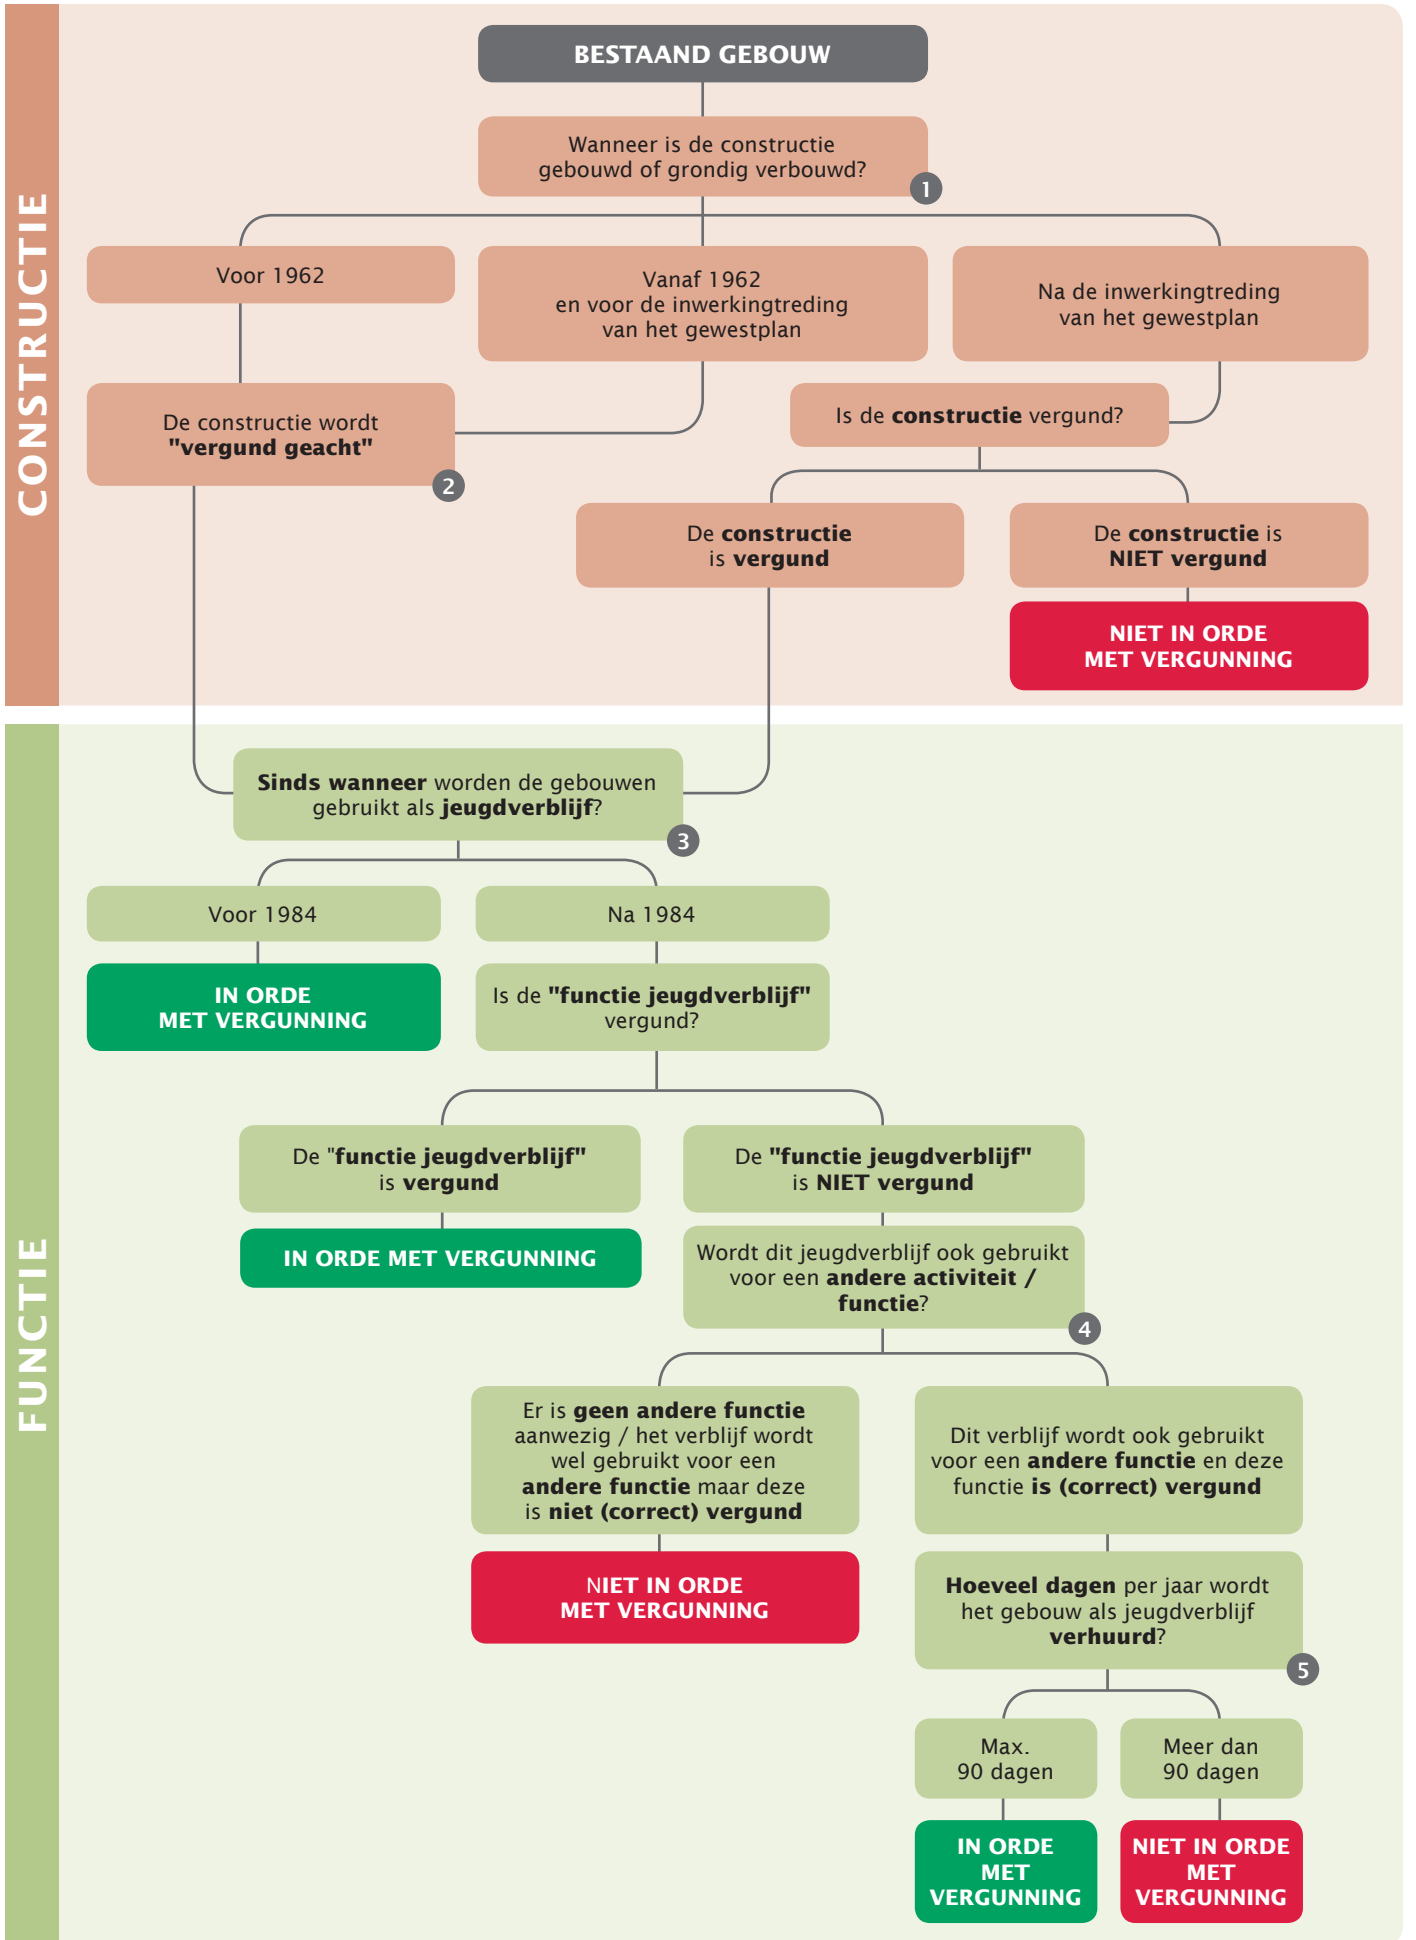 CONSTRUCTIE
BESTAAND GEBOUW
Wanneer is de constructie
gebouwd of grondig verbouwd?
1
Voor 1962
Vanaf 1962
en voor de inwerkingtreding
van het gewestplan
Na de inwerkingtreding
van het gewestplan
De constructie wordt
"vergund geacht"
2
Is de constructie vergund?
De constructie
is vergund
De constructie is
NIET vergund
NIET IN ORDE
MET VERGUNNING
FUNCTIE
Sinds wanneer worden de gebouwen
gebruikt als jeugdverblijf?
3
Voor 1984
Na 1984
IN ORDE
MET VERGUNNING
Is de "functie jeugdverblijf"
vergund?
De "functie jeugdverblijf"
is vergund
De "functie jeugdverblijf"
is NIET vergund
IN ORDE MET VERGUNNING
Wordt dit jeugdverblijf ook gebruikt
voor een andere activiteit /
functie?
4
Er is geen andere functie
aanwezig / het verblijf wordt
wel gebruikt voor een
andere functie maar deze
is niet (correct) vergund
Dit verblijf wordt ook gebruikt
voor een andere functie en deze
functie is (correct) vergund
NIET IN ORDE
MET VERGUNNING
Hoeveel dagen per jaar wordt
het gebouw als jeugdverblijf
verhuurd?
5
Max.
90 dagen
Meer dan
90 dagen
IN ORDE
MET
VERGUNNING
NIET IN ORDE
MET
VERGUNNING